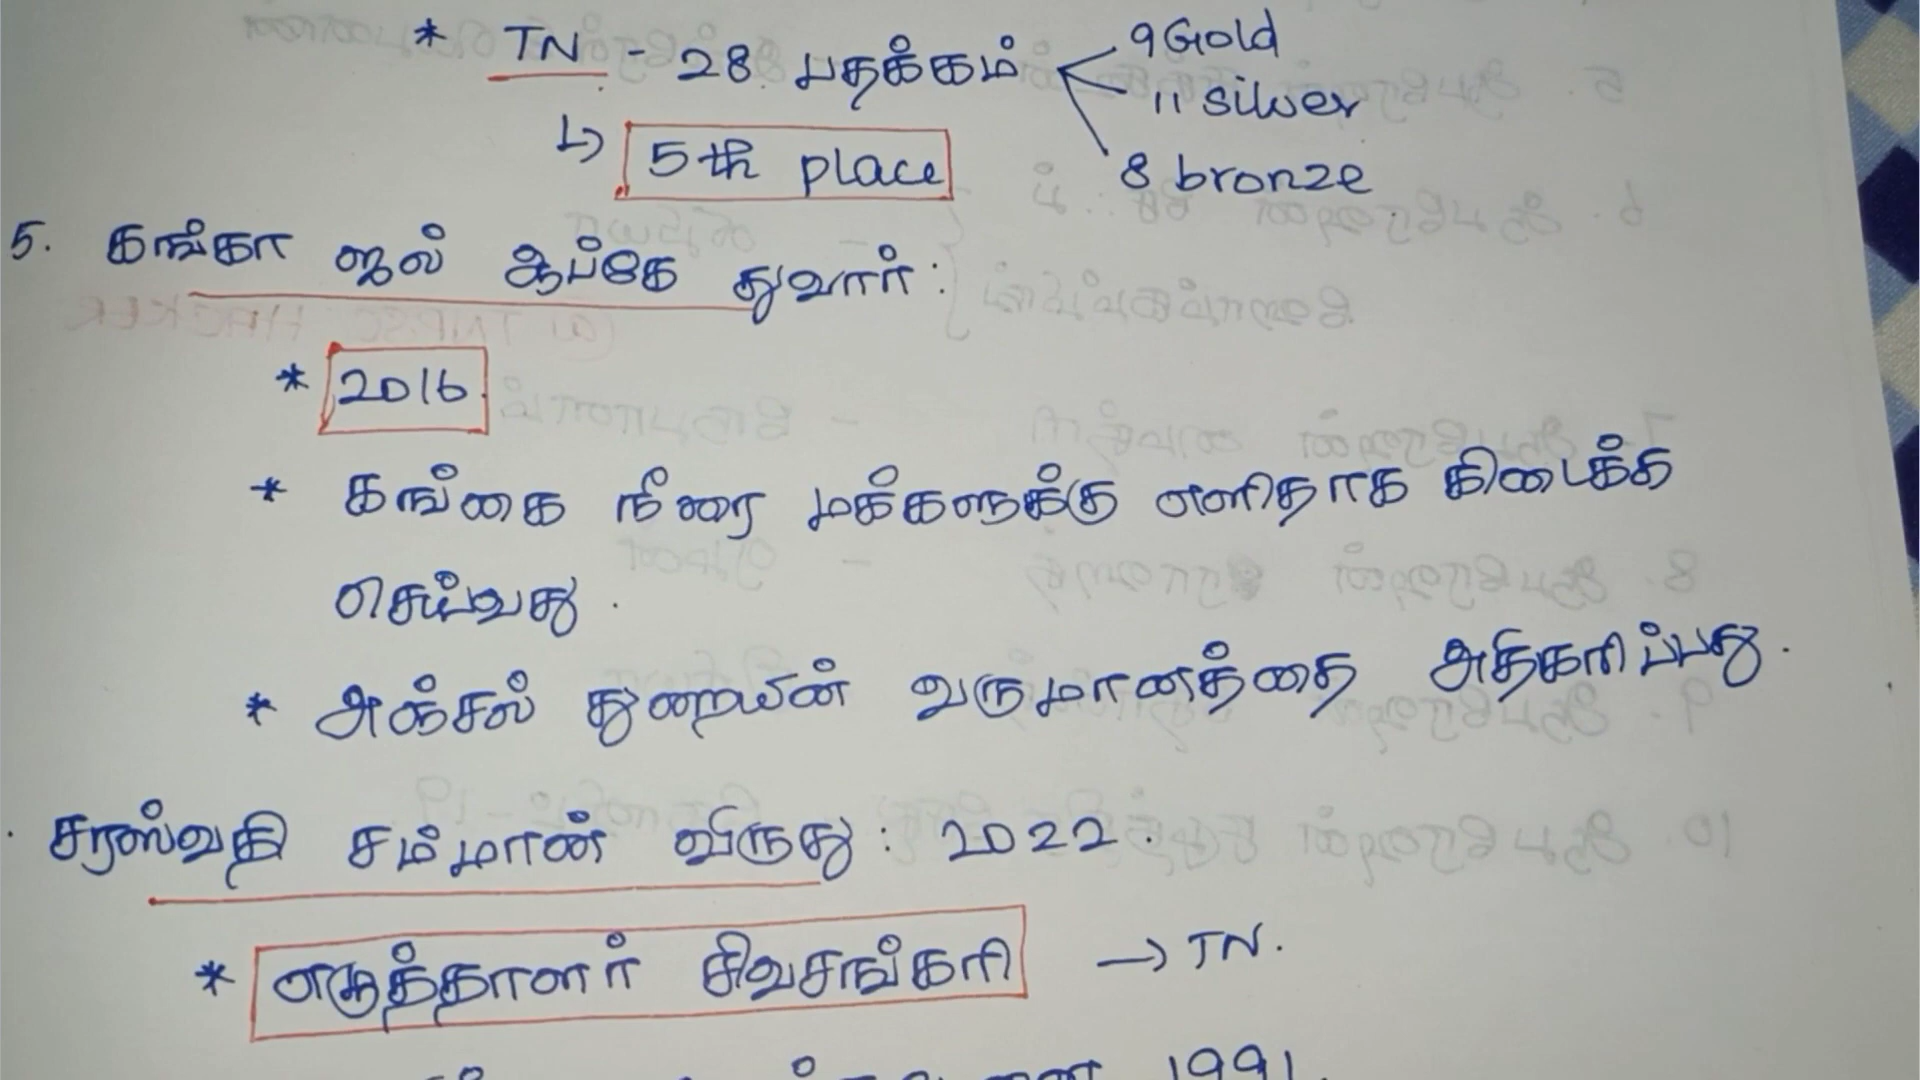 * TN - 28 பதக்கம் 9 Gold
11 silver
↳ 5th place
8 bronze
5. கங்கா ஜல் ஆப்கே துவார் :
* 2016.
* கங்கை நீரை மக்களுக்கு எளிதாக கிடைக்க
செய்வது .
* அஞ்சல் துறையின் வருமானத்தை அதிகரிப்பது .
. சரஸ்வதி சம்மான் விருது : 2022 .
* எழுத்தாளர் சிவசங்கரி → TN.
1991.